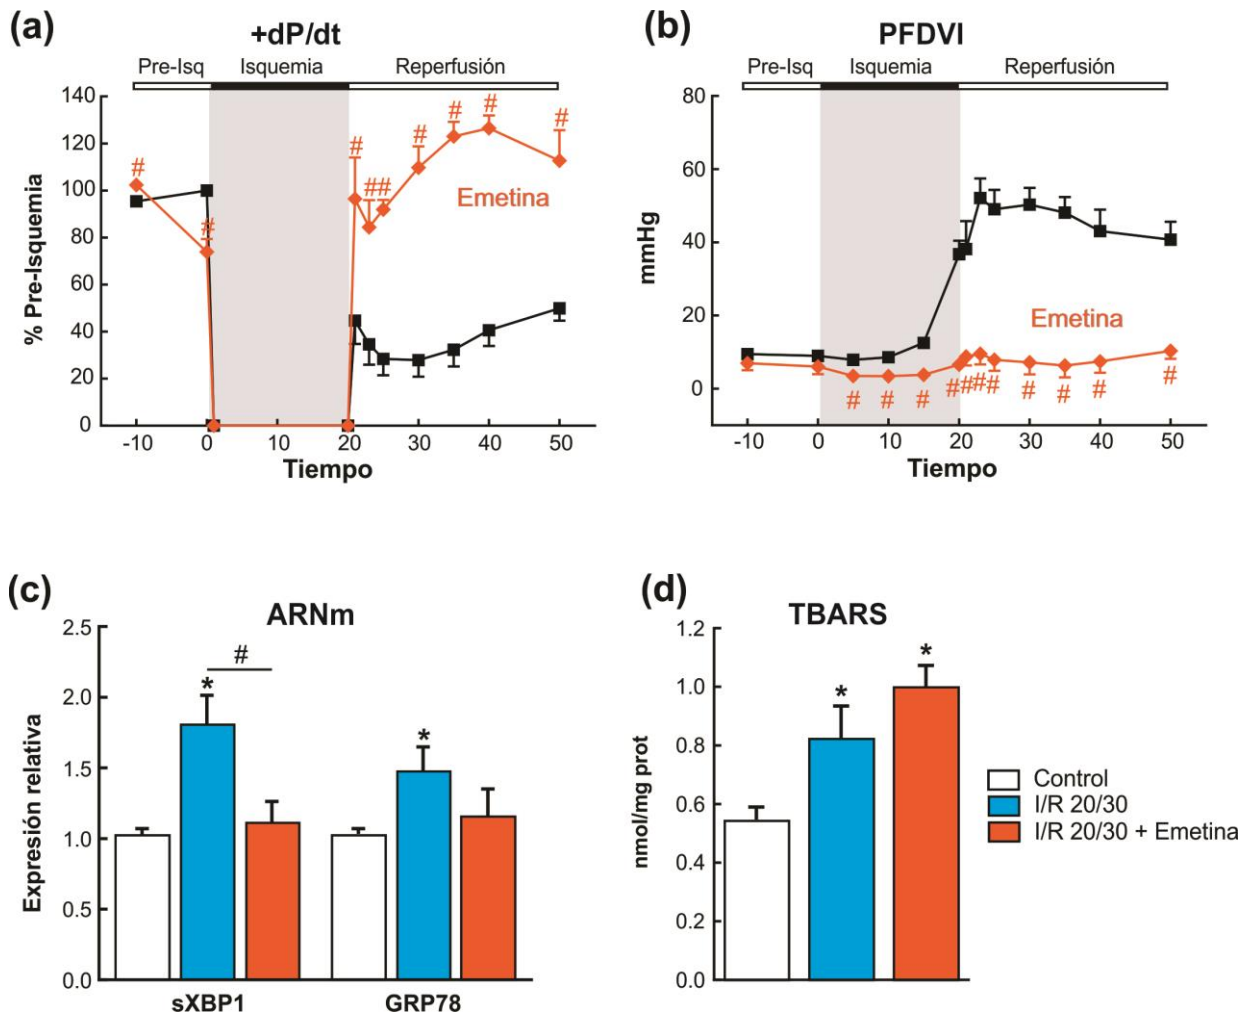 (a)
+dP/dt
Pre-Isq Isquemia Reperfusión
140
120
100
80
60
40
20
0
% Pre-Isquemia
# # # ## # # # #
Emetina
-10 0 10 20 30 40 50
Tiempo
(b)
PFDVI
Pre-Isq Isquemia Reperfusión
80
60
40
20
0
mmHg
Emetina
# # # # # # # # # # #
-10 0 10 20 30 40 50
Tiempo
(c)
ARNm
2.5
2.0
1.5
1.0
0.5
0.0
Expresión relativa
#
* *
sXBP1 GRP78
(d)
TBARS
1.2
1.0
0.8
0.6
0.4
0.2
0.0
nmol/mg prot
* *
Control
I/R 20/30
I/R 20/30 + Emetina